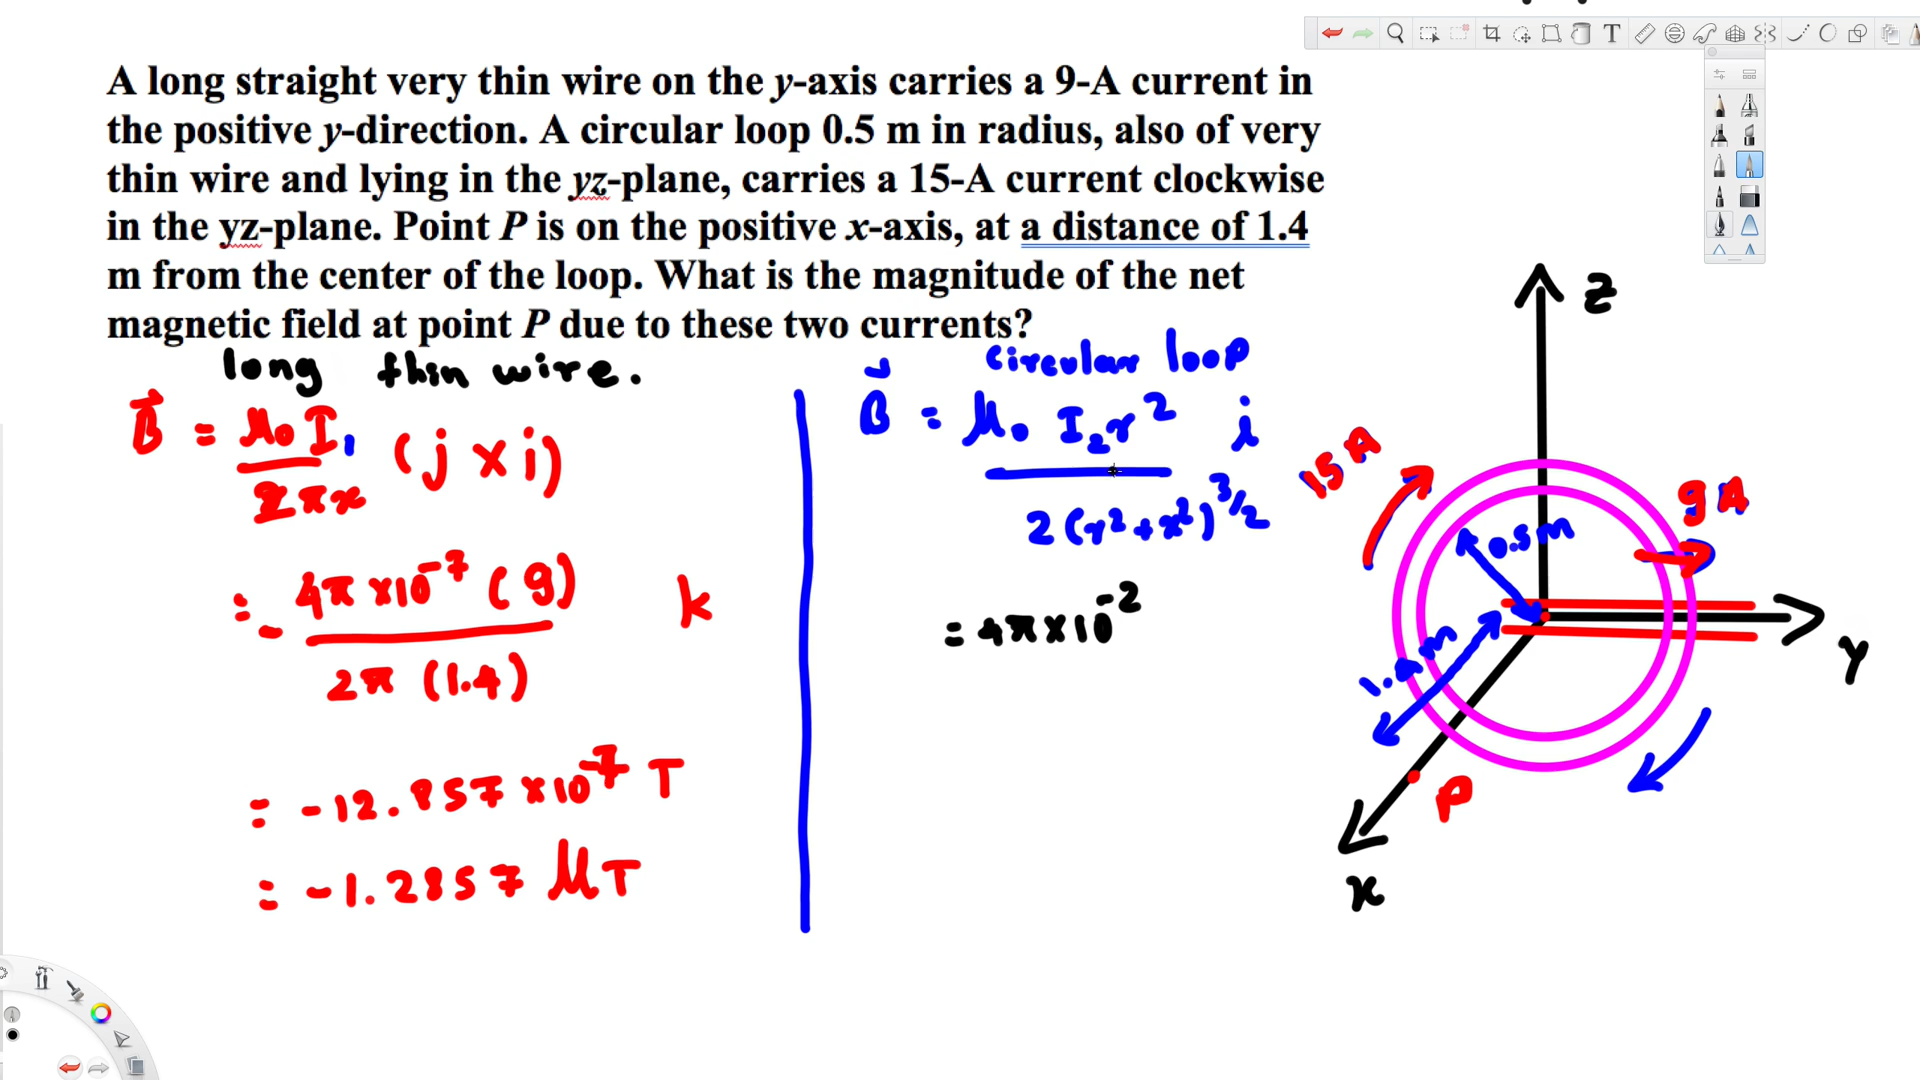 A long straight very thin wire on the y-axis carries a 9-A current in
the positive y-direction. A circular loop 0.5 m in radius, also of very
thin wire and lying in the yz-plane, carries a 15-A current clockwise
in the yz-plane. Point P is on the positive x-axis, at a distance of 1.4
m from the center of the loop. What is the magnitude of the net
magnetic field at point P due to these two currents?
long thin wire.
B⃗ = μ₀I₁ / 2πx (j × i)
= - 4π×10⁻⁷ (9) / 2π (1.4) k
= -12.857×10⁻⁷ T
= -1.2857 μT
circular loop
B⃗ = μ₀ I₂r² / 2(r²+x²)^3/2 i
= 4π×10⁻²
z
15 A
9 A
0.5m
1.4m
y
P
x
T